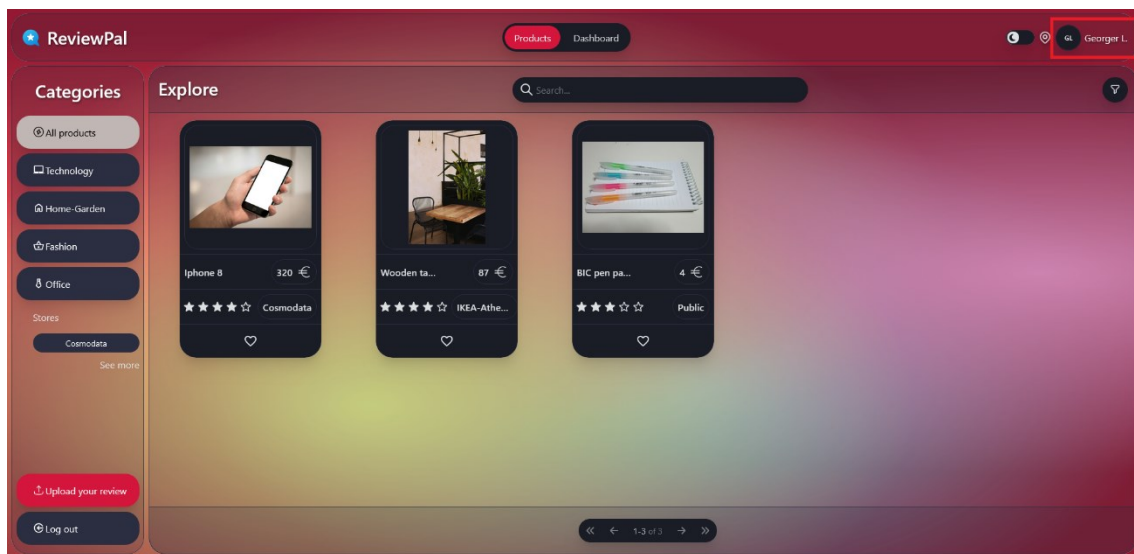 ReviewPal
Products Dashboard
GL Georger L.
Categories
All products
Technology
Home-Garden
Fashion
Office
Stores
Cosmodata
See more
Upload your review
Log out
Explore
Search...
Iphone 8 320 €
Cosmodata
Wooden ta... 87 €
IKEA-Athe...
BIC pen pa... 4 €
Public
1-3 of 3